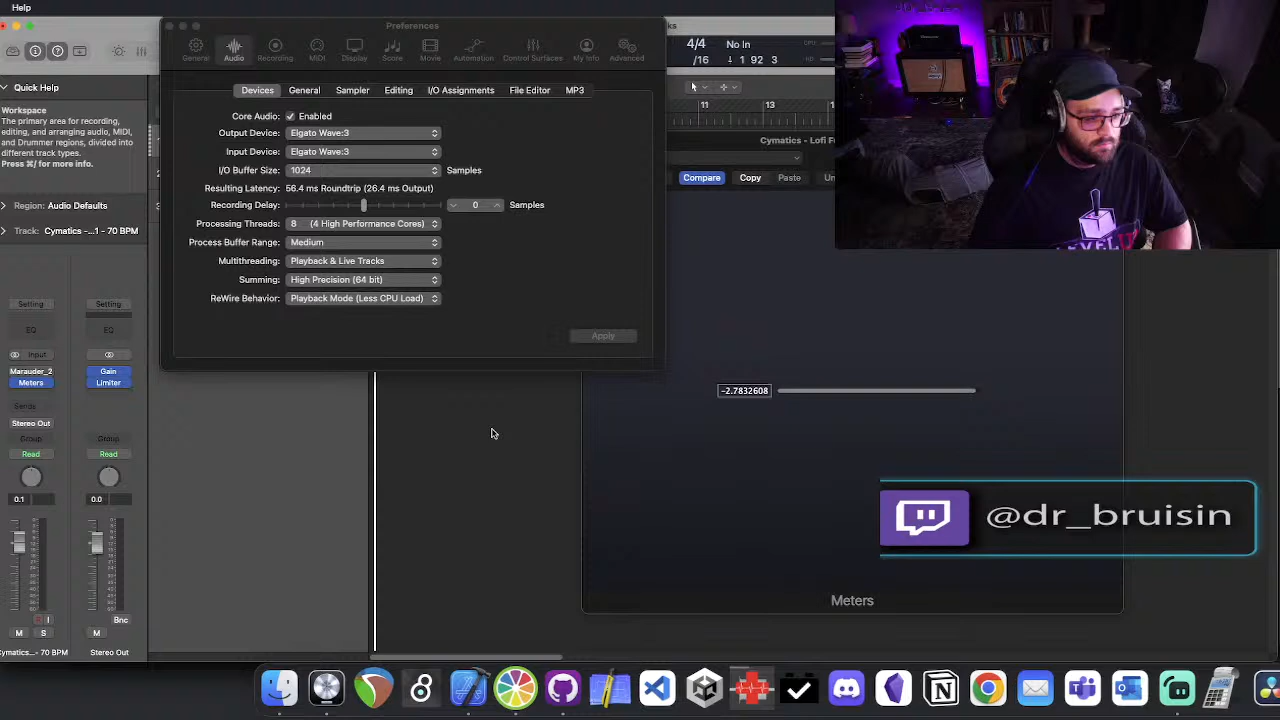 Help
Preferences
General
Audio
Recording
MIDI
Display
Score
Movie
Automation
Control Surfaces
My Info
Advanced
Devices
General
Sampler
Editing
I/O Assignments
File Editor
MP3
Core Audio: Enabled
Output Device: Elgato Wave:3
Input Device: Elgato Wave:3
I/O Buffer Size: 1024 Samples
Resulting Latency: 56.4 ms Roundtrip (26.4 ms Output)
Recording Delay: 0 Samples
Processing Threads: 8 (4 High Performance Cores)
Process Buffer Range: Medium
Multithreading: Playback & Live Tracks
Summing: High Precision (64 bit)
ReWire Behavior: Playback Mode (Less CPU Load)
Apply
Quick Help
Workspace
The primary area for recording,
editing, and arranging audio, MIDI,
and Drummer regions, divided into
different track types.
Press ⌘/ for more info.
Region: Audio Defaults
Track: Cymatics -...1 - 70 BPM
Setting
Setting
EQ
EQ
Input
Marauder_2
Gain
Meters
Limiter
Sends
Stereo Out
Group
Group
Read
Read
0.1
0.0
R I
Bnc
M S
M
Cymatics...- 70 BPM
Stereo Out
4/4
/16
No In
1 92 3
CPU
HD
11
13
Cymatics - Lofi
Compare
Copy
Paste
-2.7832608
Meters
@dr_bruisin